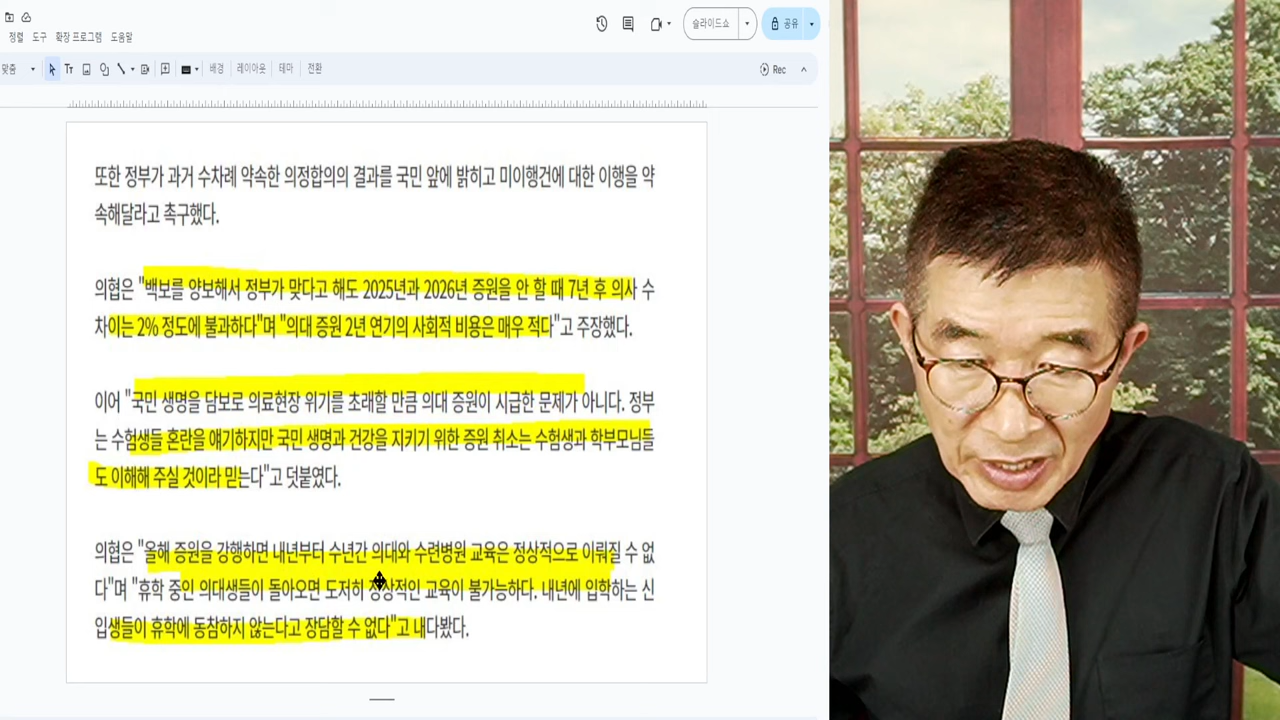 정렬 도구 확장 프로그램 도움말
슬라이드쇼
공유
맞춤
배경 레이아웃 테마 전환
Rec
또한 정부가 과거 수차례 약속한 의정합의의 결과를 국민 앞에 밝히고 미이행건에 대한 이행을 약
속해달라고 촉구했다.
의협은 "백보를 양보해서 정부가 맞다고 해도 2025년과 2026년 증원을 안 할 때 7년 후 의사 수
차이는 2% 정도에 불과하다"며 "의대 증원 2년 연기의 사회적 비용은 매우 적다"고 주장했다.
이어 "국민 생명을 담보로 의료현장 위기를 초래할 만큼 의대 증원이 시급한 문제가 아니다. 정부
는 수험생들 혼란을 얘기하지만 국민 생명과 건강을 지키기 위한 증원 취소는 수험생과 학부모님들
도 이해해 주실 것이라 믿는다"고 덧붙였다.
의협은 "올해 증원을 강행하면 내년부터 수년간 의대와 수련병원 교육은 정상적으로 이뤄질 수 없
다"며 "휴학 중인 의대생들이 돌아오면 도저히 정상적인 교육이 불가능하다. 내년에 입학하는 신
입생들이 휴학에 동참하지 않는다고 장담할 수 없다"고 내다봤다.